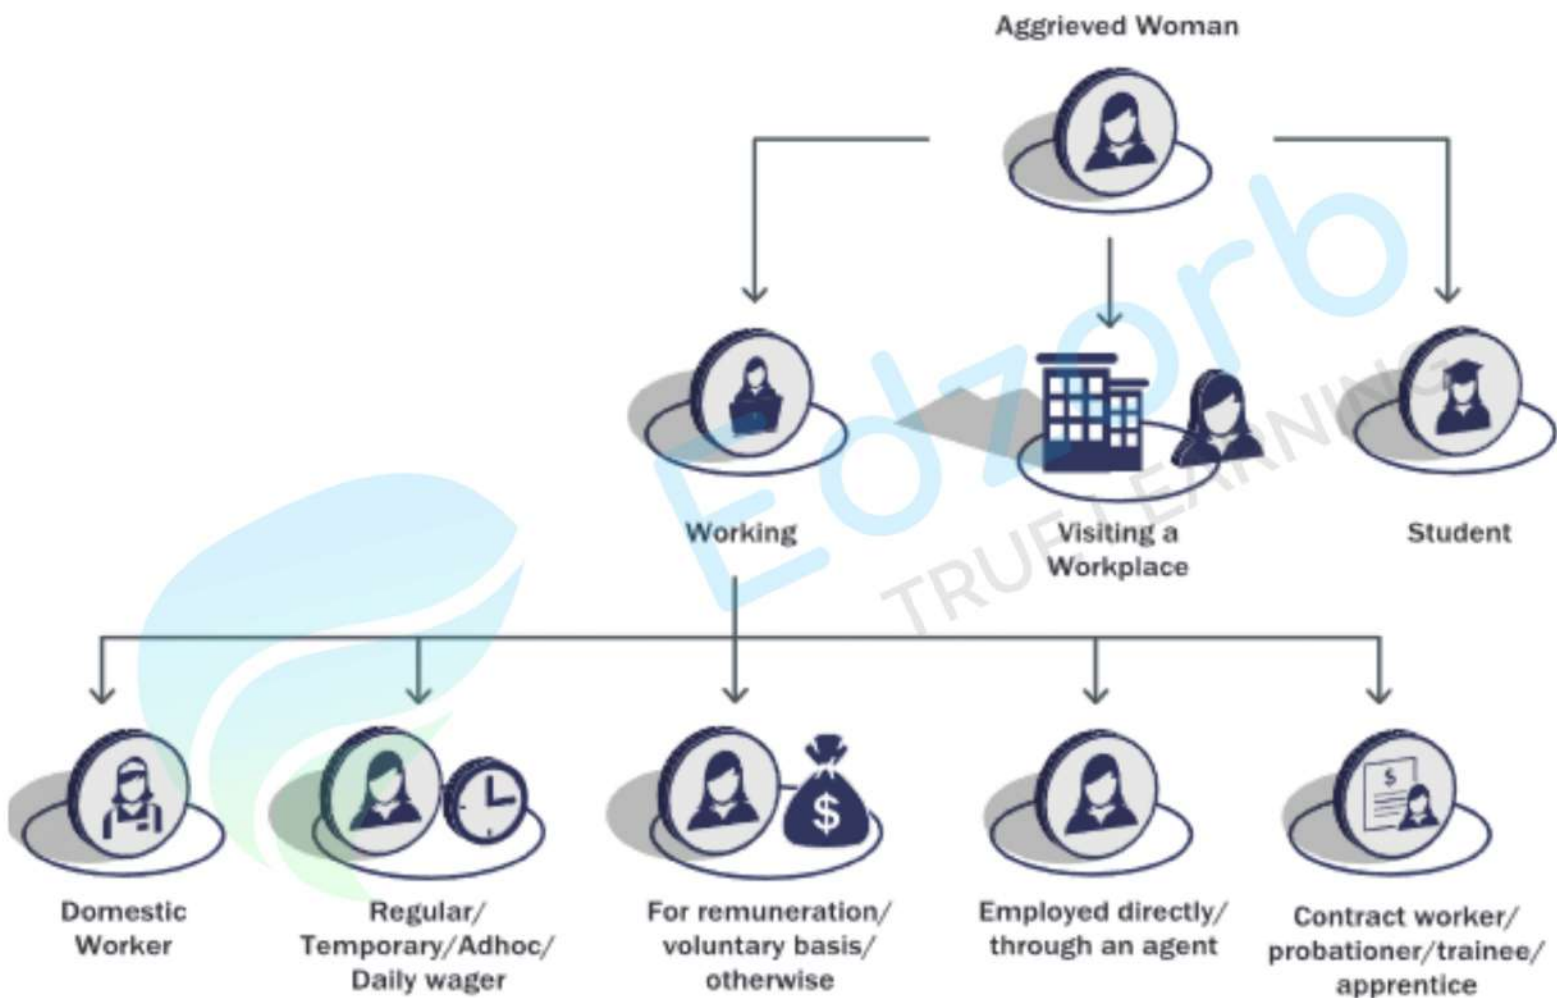 Aggrieved Woman
Working
Visiting a
Workplace
Student
Domestic
Worker
Regular/
Temporary/Adhoc/
Daily wager
For remuneration/
voluntary basis/
otherwise
Employed directly/
through an agent
Contract worker/
probationer/trainee/
apprentice
$
$
Edzorb
TRUE LEARNING